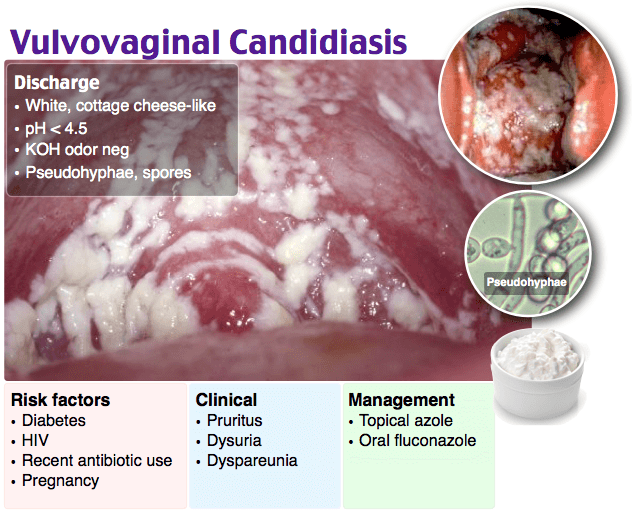 Vulvovaginal Candidiasis
Discharge
• White, cottage cheese-like
• pH < 4.5
• KOH odor neg
• Pseudohyphae, spores
Pseudohyphae
Risk factors
• Diabetes
• HIV
• Recent antibiotic use
• Pregnancy
Clinical
• Pruritus
• Dysuria
• Dyspareunia
Management
• Topical azole
• Oral fluconazole